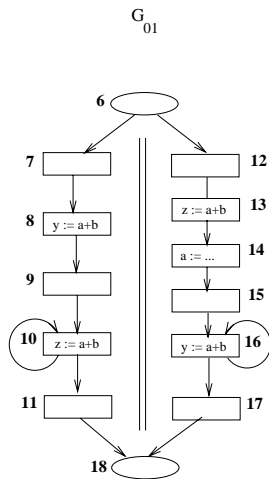 G01
6
7
12
8 y := a+b
z := a+b 13
a := ... 14
9
15
10 z := a+b
y := a+b 16
11
17
18